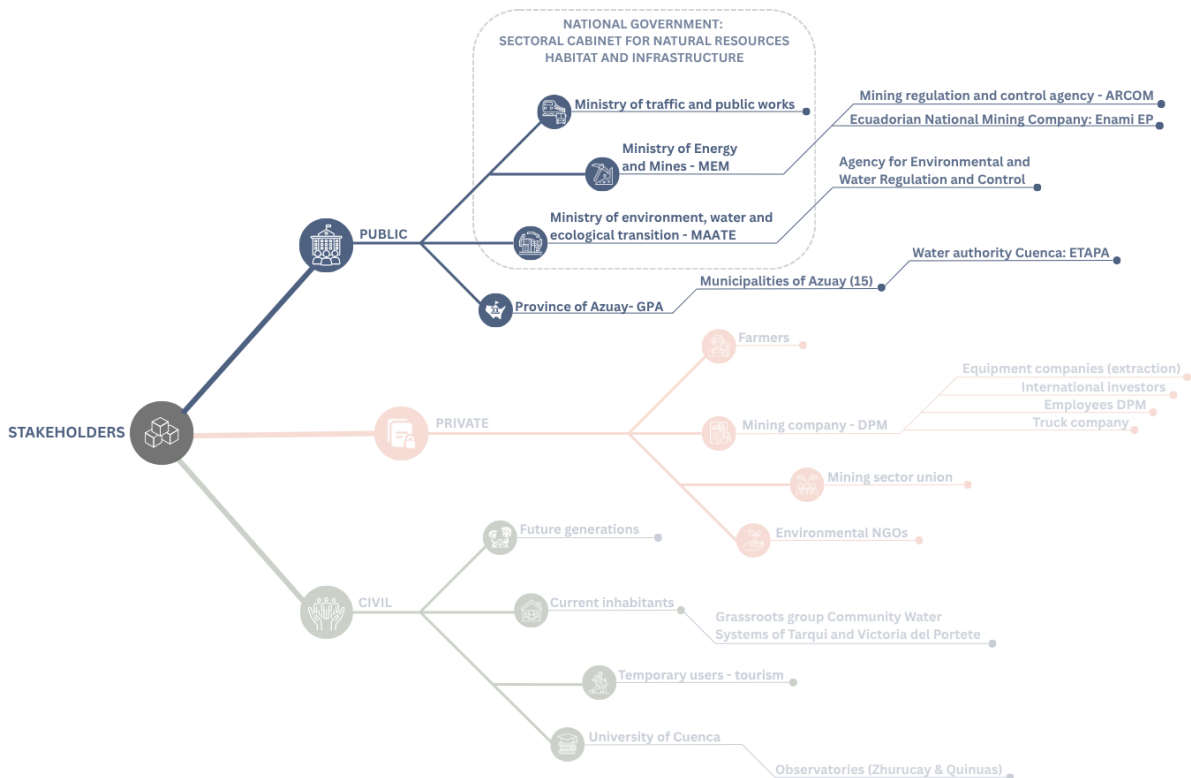 NATIONAL GOVERNMENT:
SECTORAL CABINET FOR NATURAL RESOURCES
HABITAT AND INFRASTRUCTURE
Ministry of traffic and public works
Mining regulation and control agency - ARCOM
Ecuadorian National Mining Company: Enami EP
Ministry of Energy
and Mines - MEM
Agency for Environmental and
Water Regulation and Control
Ministry of environment, water and
ecological transition - MAATE
PUBLIC
Water authority Cuenca: ETAPA
Municipalities of Azuay (15)
Province of Azuay- GPA
Farmers
Equipment companies (extraction)
International investors
Employees DPM
Truck company
STAKEHOLDERS
PRIVATE
Mining company - DPM
Mining sector union
Environmental NGOs
Future generations
CIVIL
Current inhabitants
Grassroots group Community Water
Systems of Tarqui and Victoria del Portete
Temporary users - tourism
University of Cuenca
Observatories (Zhurucay & Quinuas)